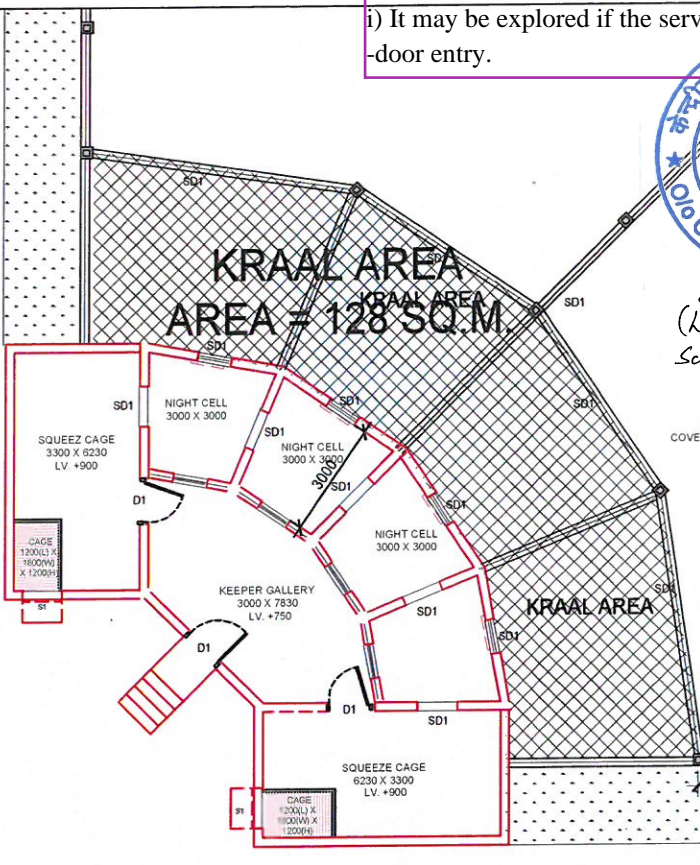 i) It may be explored if the serv
-door entry.
SD1
KRAAL AREA
AREA = 128 SQ.M.
KRAAL AREA
SD1
SD1
SD1
SD1
SD1
NIGHT CELL
3000 X 3000
SD1
NIGHT CELL
3000 X 3000
3000
SD1
SQUEEZ CAGE
3300 X 6230
LV. +900
COVE
D1
SD1
NIGHT CELL
3000 X 3000
CAGE
1200(L) X
1800(W)
X 1200(H)
S1
KEEPER GALLERY
3000 X 7830
LV. +750
SD1
KRAAL AREA
SD1
D1
D1
SD1
SQUEEZE CAGE
6230 X 3300
LV. +900
S1
CAGE
1200(L) X
1800(W) X
1200(H)